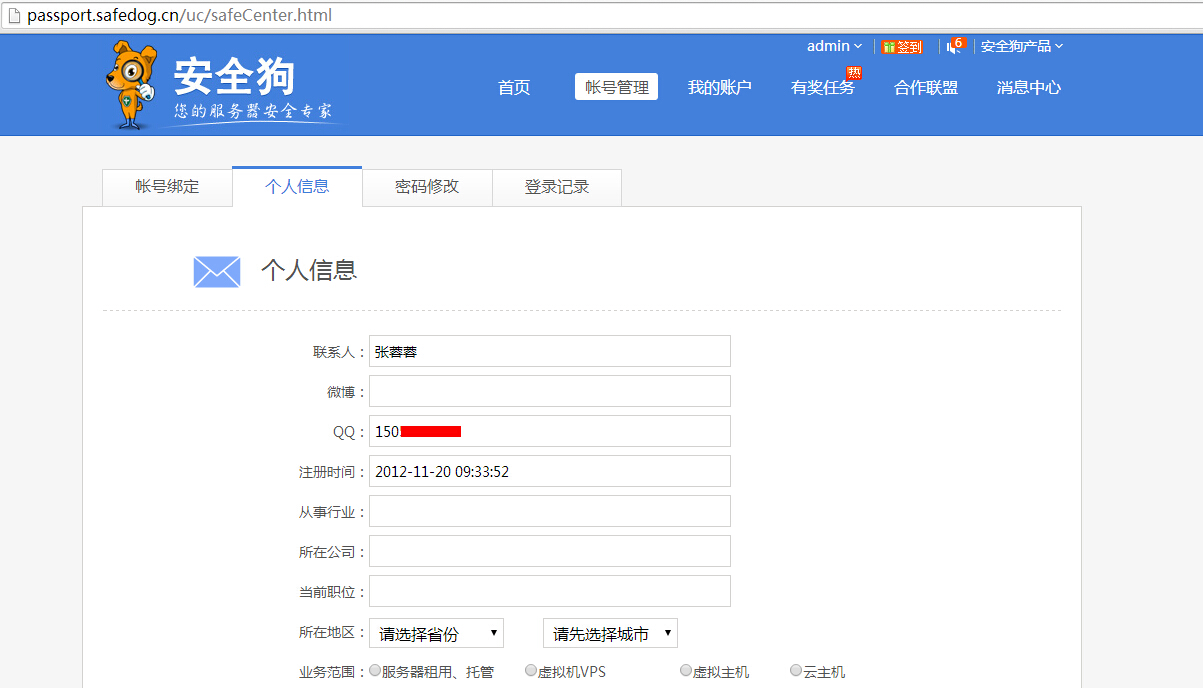 passport.safedog.cn/uc/safeCenter.html
admin 签到 6 安全狗产品
安全狗
您的服务器安全专家
首页 帐号管理 我的账户 有奖任务 热 合作联盟 消息中心
帐号绑定 个人信息 密码修改 登录记录
个人信息
联系人： 张蓉蓉
微博：
QQ： 150
注册时间： 2012-11-20 09:33:52
从事行业：
所在公司：
当前职位：
所在地区： 请选择省份 请先选择城市
业务范围： 服务器租用、托管 虚拟机VPS 虚拟主机 云主机